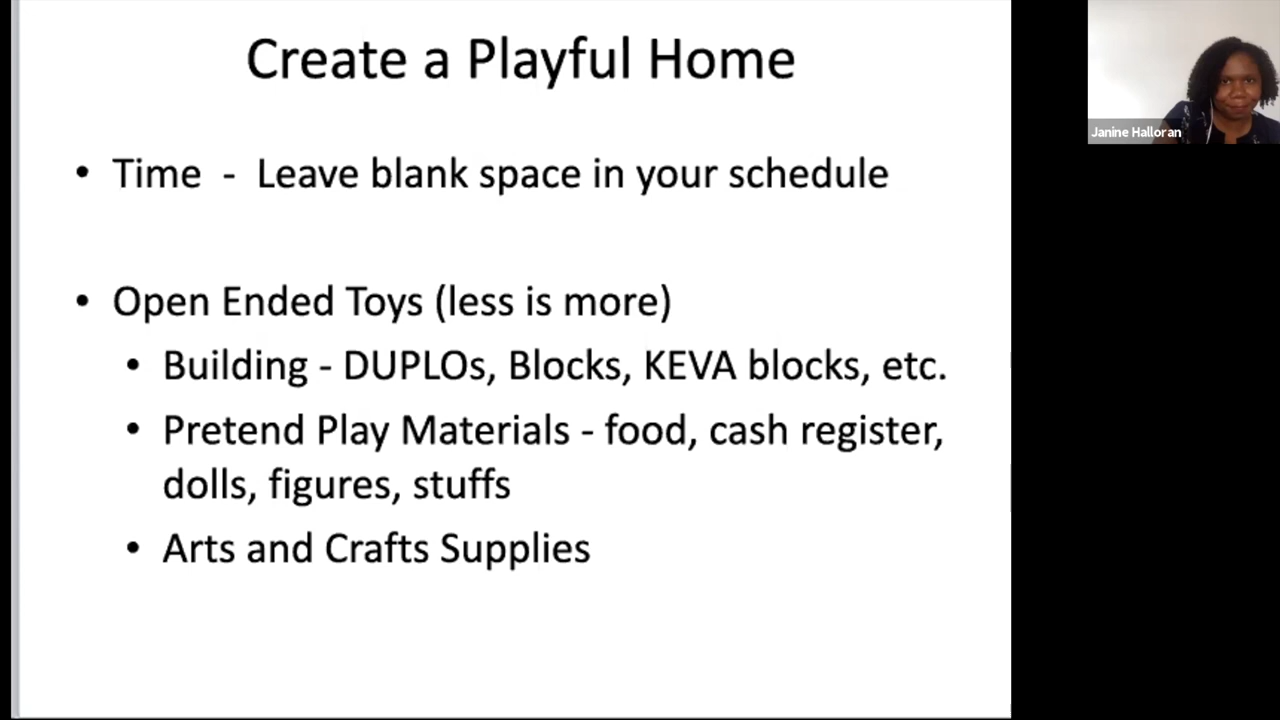 Create a Playful Home
• Time - Leave blank space in your schedule
• Open Ended Toys (less is more)
• Building - DUPLOs, Blocks, KEVA blocks, etc.
• Pretend Play Materials - food, cash register,
dolls, figures, stuffs
• Arts and Crafts Supplies
Janine Halloran